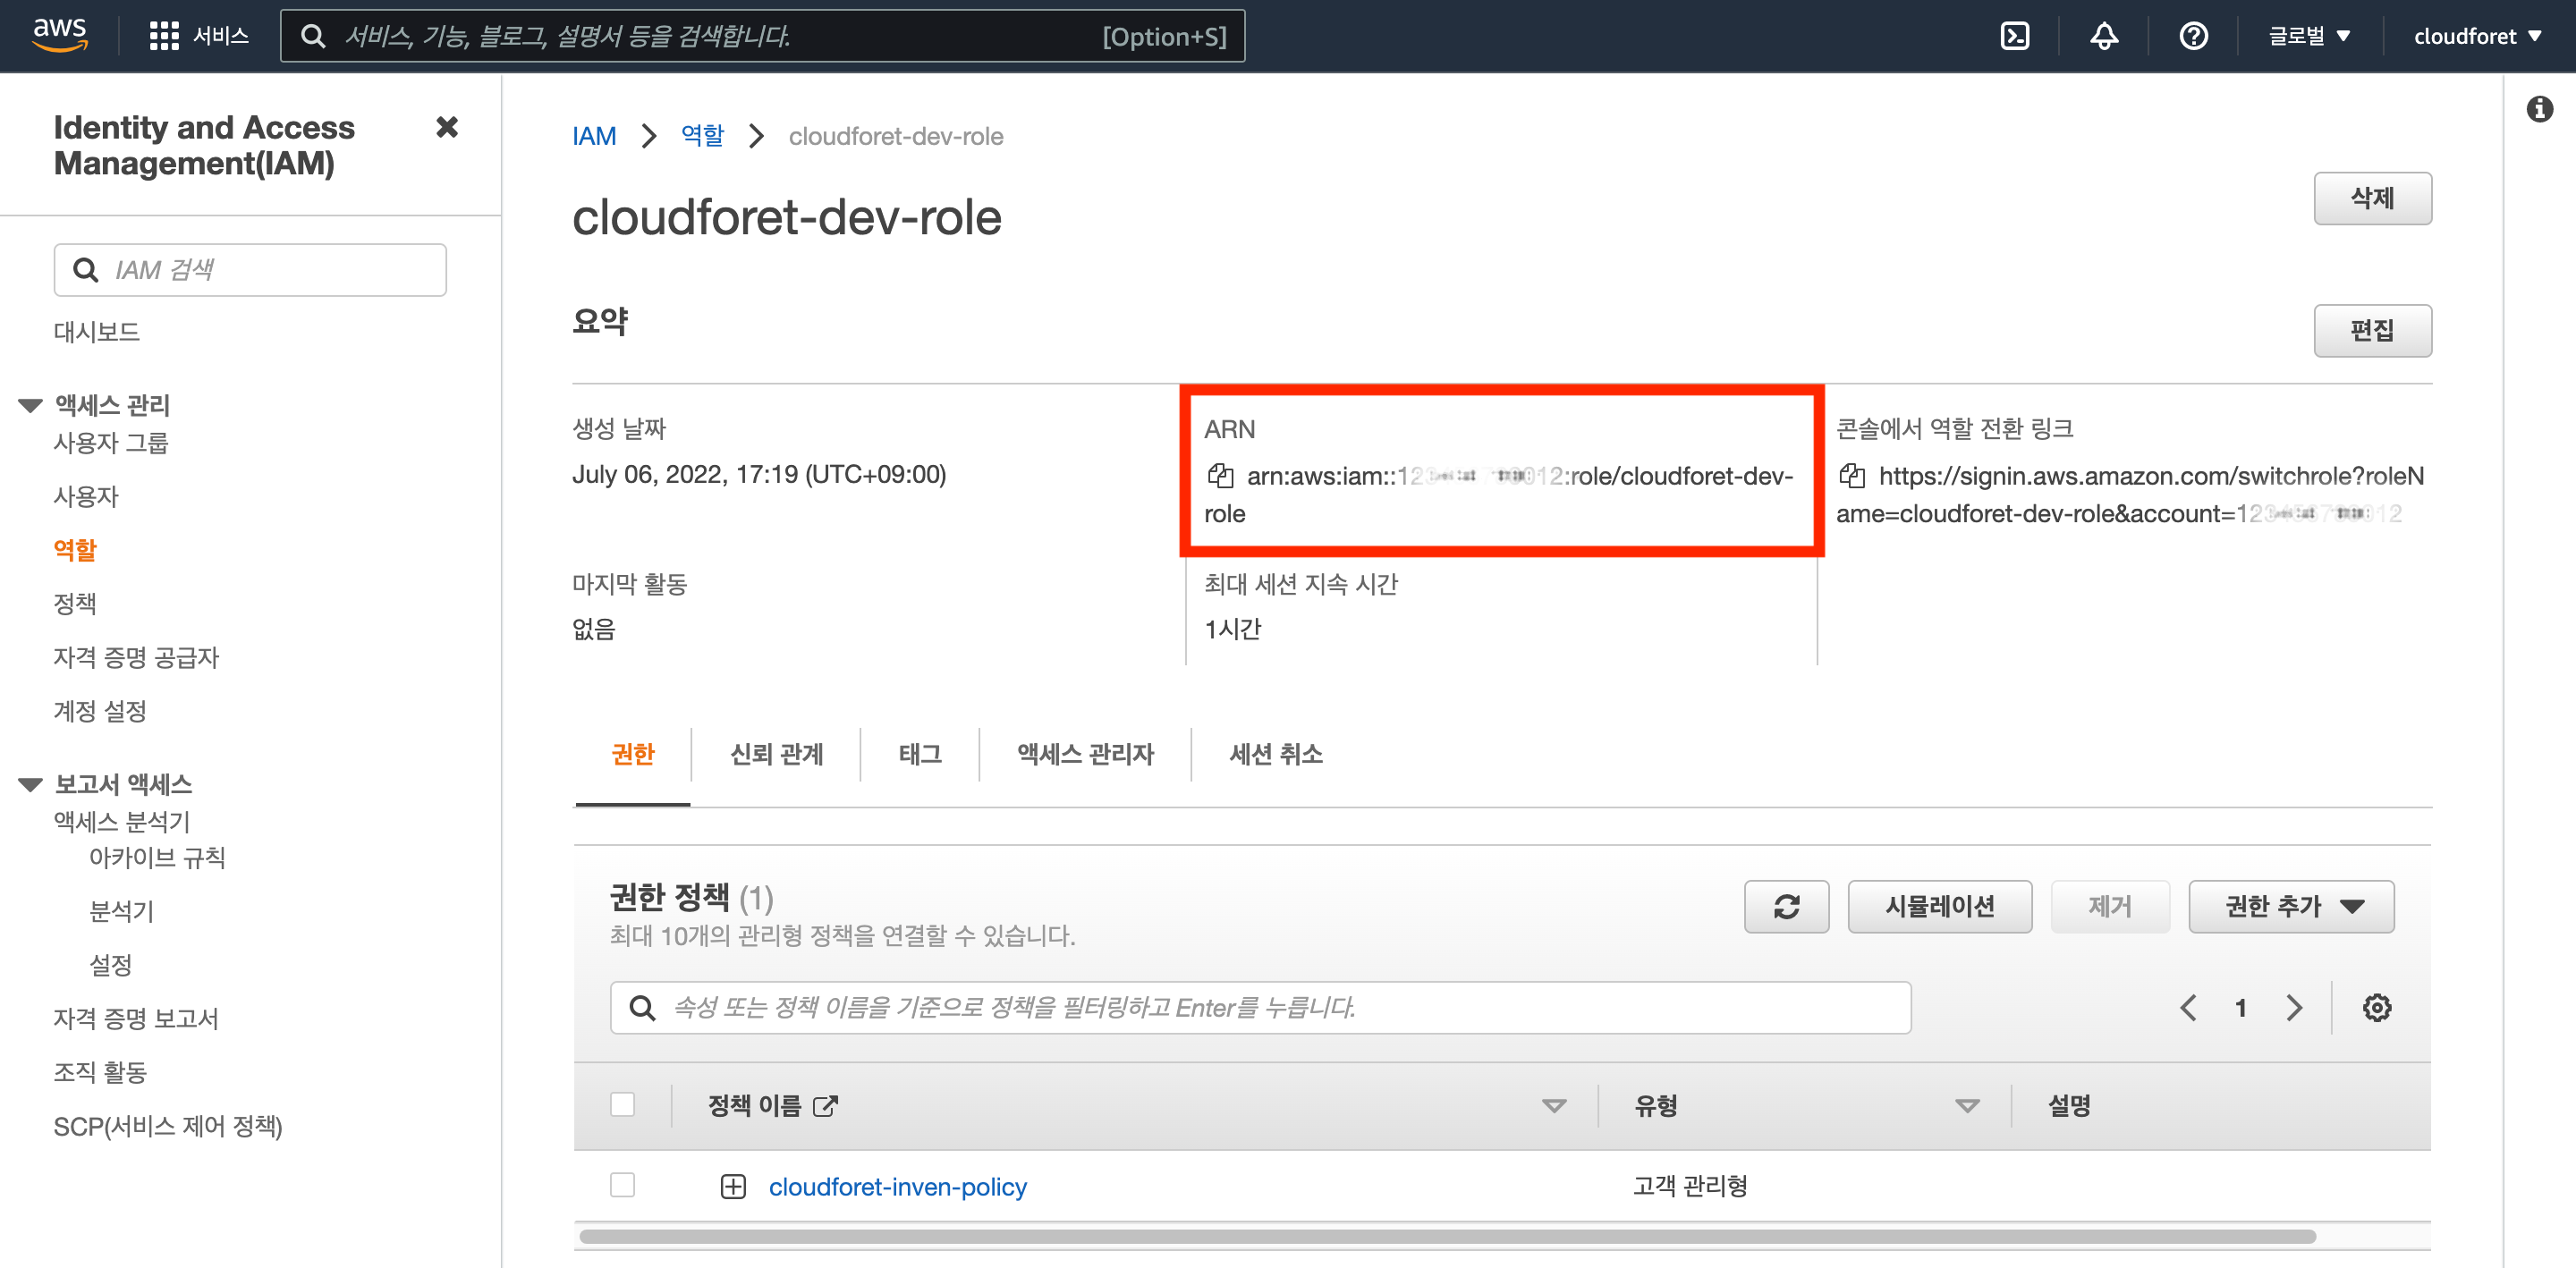 aws
서비스
서비스, 기능, 블로그, 설명서 등을 검색합니다.
[Option+S]
글로벌
cloudforet
Identity and Access
Management(IAM)
IAM 검색
대시보드
액세스 관리
사용자 그룹
사용자
역할
정책
자격 증명 공급자
계정 설정
보고서 액세스
액세스 분석기
아카이브 규칙
분석기
설정
자격 증명 보고서
조직 활동
SCP(서비스 제어 정책)
IAM > 역할 > cloudforet-dev-role
cloudforet-dev-role
삭제
요약
편집
생성 날짜
July 06, 2022, 17:19 (UTC+09:00)
ARN
arn:aws:iam:::role/cloudforet-dev-
role
콘솔에서 역할 전환 링크
https://signin.aws.amazon.com/switchrole?roleN
ame=cloudforet-dev-role&account=
마지막 활동
없음
최대 세션 지속 시간
1시간
권한
신뢰 관계
태그
액세스 관리자
세션 취소
권한 정책 (1)
최대 10개의 관리형 정책을 연결할 수 있습니다.
시뮬레이션
제거
권한 추가
속성 또는 정책 이름을 기준으로 정책을 필터링하고 Enter를 누릅니다.
1
정책 이름
유형
설명
cloudforet-inven-policy
고객 관리형